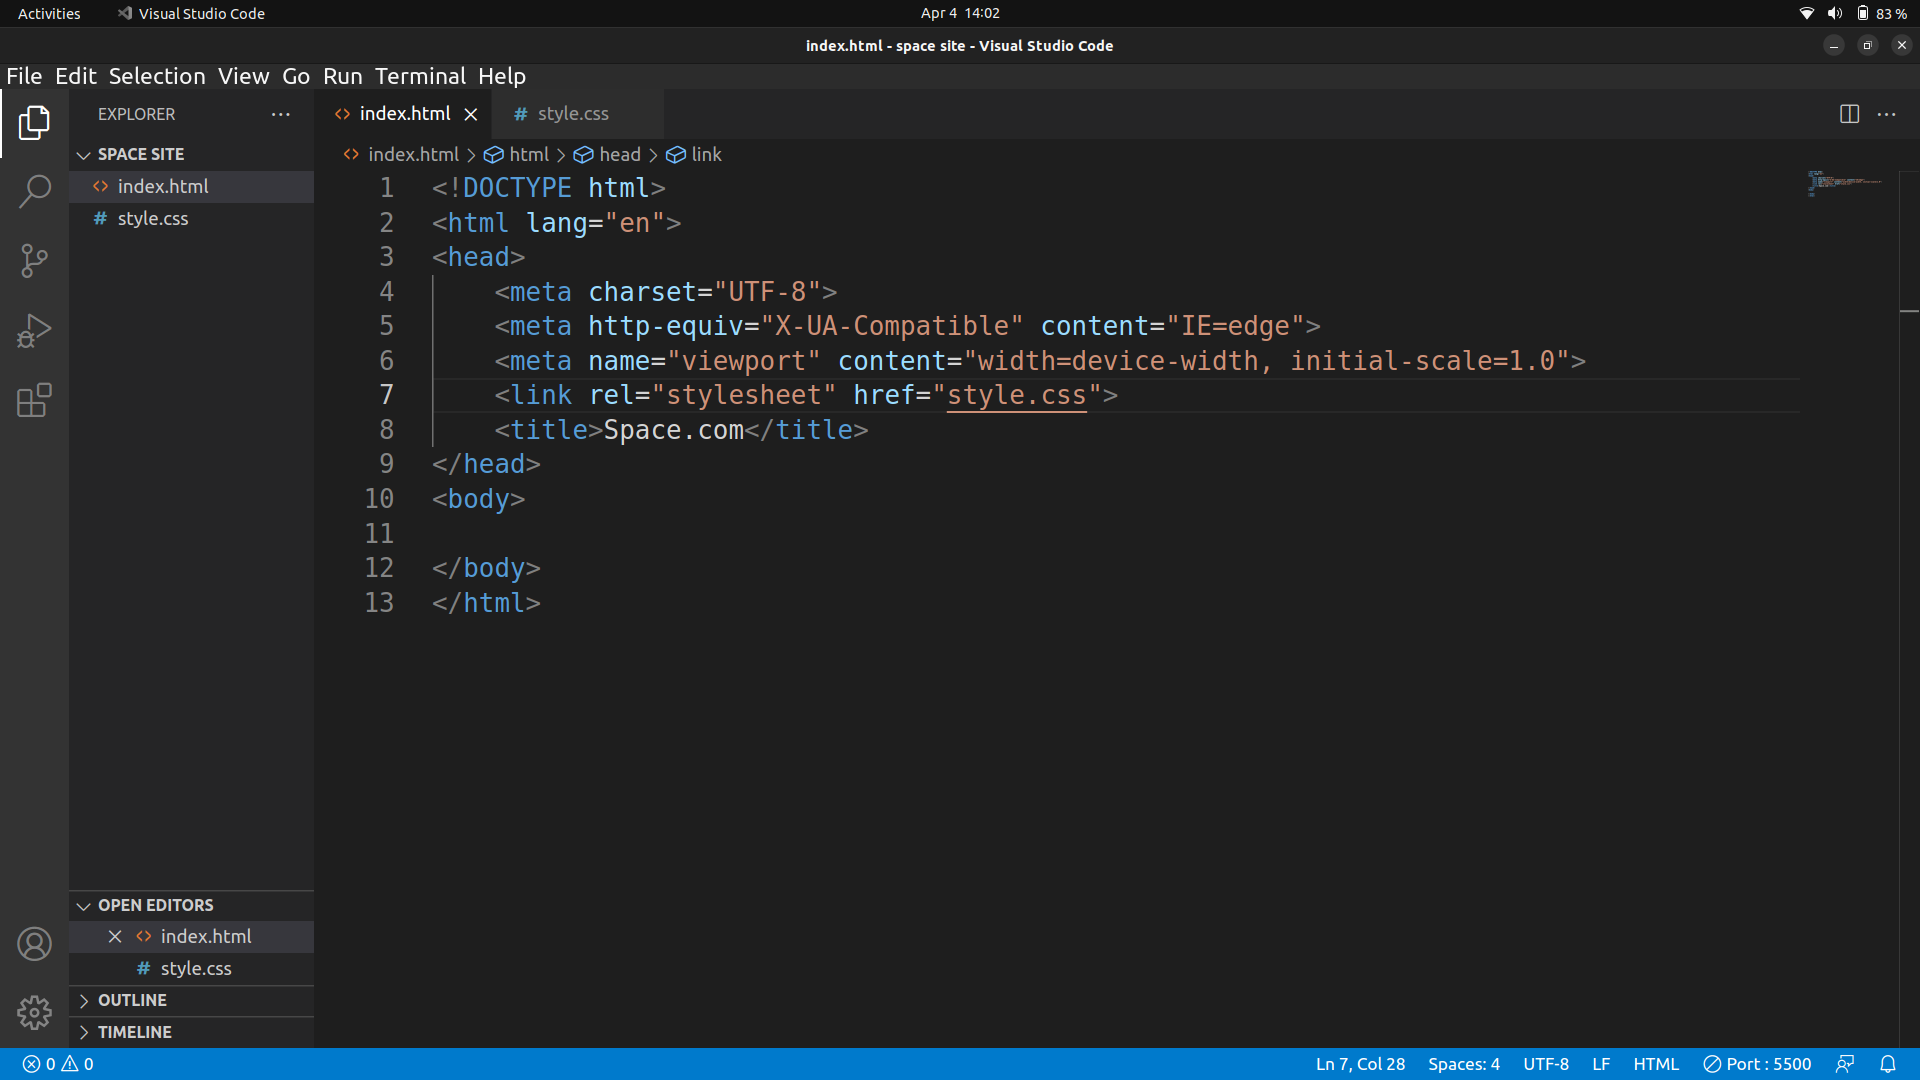 Activities Visual Studio Code Apr 4 14:02 83 %
index.html - space site - Visual Studio Code
File Edit Selection View Go Run Terminal Help
EXPLORER
SPACE SITE
index.html
style.css
index.html style.css
index.html html head link
1 <!DOCTYPE html>
2 <html lang="en">
3 <head>
4     <meta charset="UTF-8">
5     <meta http-equiv="X-UA-Compatible" content="IE=edge">
6     <meta name="viewport" content="width=device-width, initial-scale=1.0">
7     <link rel="stylesheet" href="style.css">
8     <title>Space.com</title>
9 </head>
10 <body>
11
12 </body>
13 </html>
OPEN EDITORS
index.html
style.css
OUTLINE
TIMELINE
0 0 Ln 7, Col 28 Spaces: 4 UTF-8 LF HTML Port : 5500